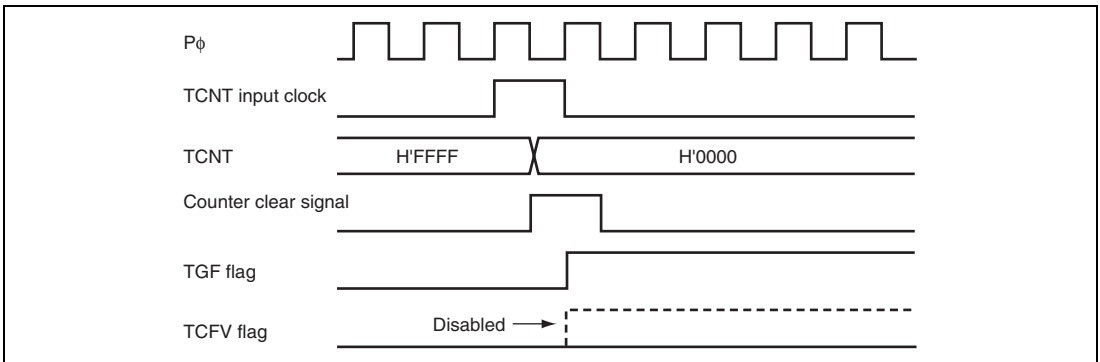 Pϕ
TCNT input clock
TCNT H'FFFF H'0000
Counter clear signal
TGF flag
TCFV flag Disabled